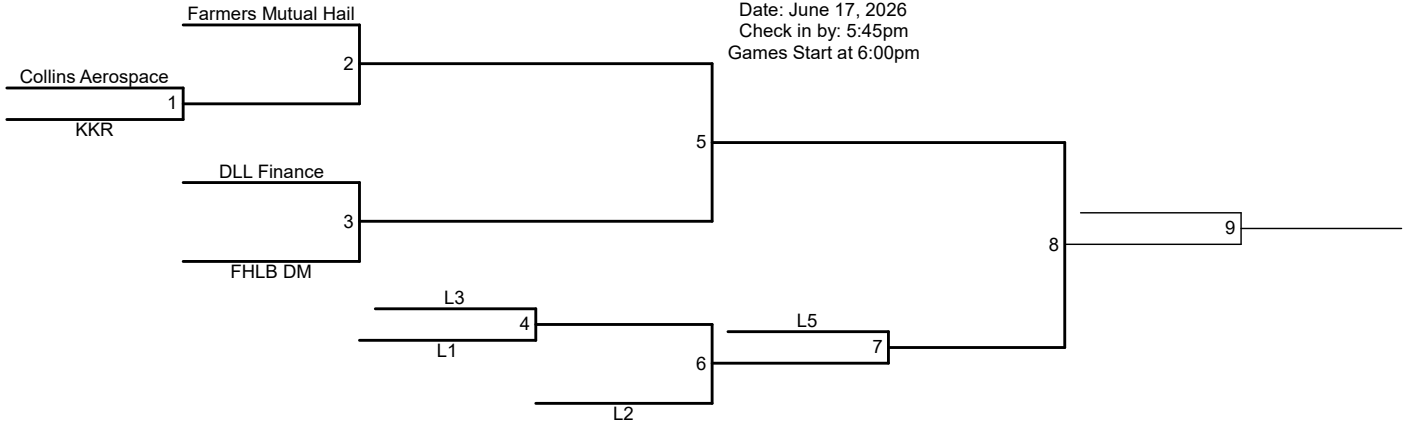 Farmers Mutual Hail
Date: June 17, 2026
Check in by: 5:45pm
Games Start at 6:00pm
2
Collins Aerospace
1
KKR
5
DLL Finance
3
9
8
FHLB DM
L3
4
L1
L5
7
6
L2